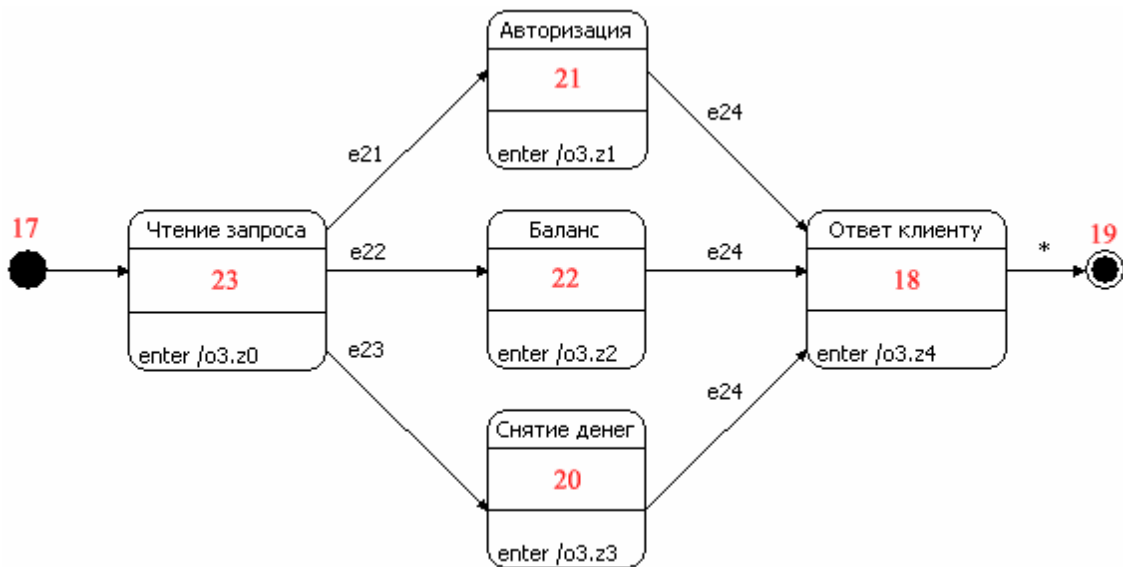 Авторизация
21
enter /o3.z1
e21
e24
17
Чтение запроса
23
enter /o3.z0
e22
Баланс
22
enter /o3.z2
e24
Ответ клиенту
18
enter /o3.z4
*
19
e23
e24
Снятие денег
20
enter /o3.z3